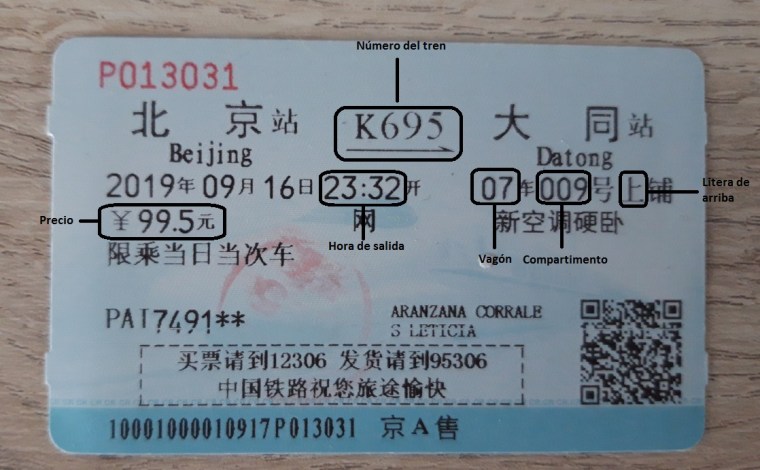 Número del tren
P013031
北京站 K695 大同站
Beijing Datong
2019年09月16日 23:32开 07车009号上铺
Litera de arriba
Precio
¥99.5元 网 新空调硬卧
Hora de salida Vagón Compartimento
限乘当日当次车
PAI7491**
ARANZANA CORRALE
S LETICIA
买票请到12306 发货请到95306
中国铁路祝您旅途愉快
10001000010917P013031 京A售